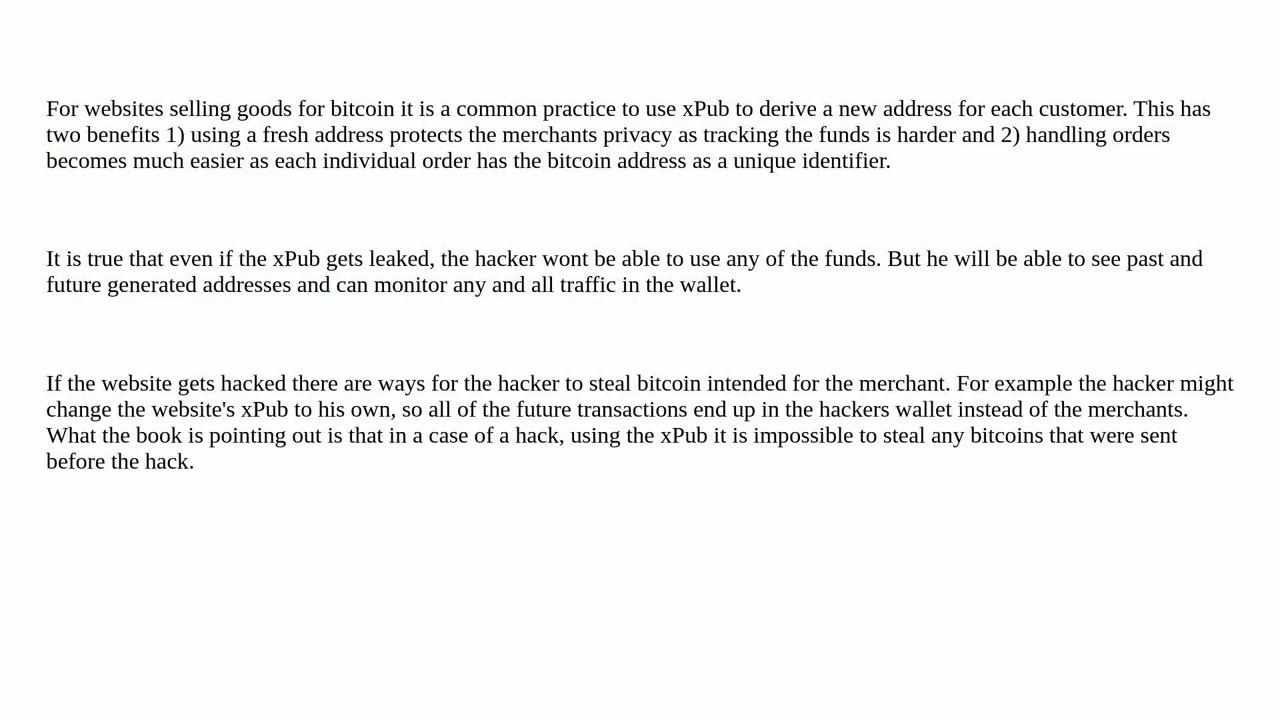 For websites selling goods for bitcoin it is a common practice to use xPub to derive a new address for each customer. This has
two benefits 1) using a fresh address protects the merchants privacy as tracking the funds is harder and 2) handling orders
becomes much easier as each individual order has the bitcoin address as a unique identifier.
It is true that even if the xPub gets leaked, the hacker wont be able to use any of the funds. But he will be able to see past and
future generated addresses and can monitor any and all traffic in the wallet.
If the website gets hacked there are ways for the hacker to steal bitcoin intended for the merchant. For example the hacker might
change the website's xPub to his own, so all of the future transactions end up in the hackers wallet instead of the merchants.
What the book is pointing out is that in a case of a hack, using the xPub it is impossible to steal any bitcoins that were sent
before the hack.